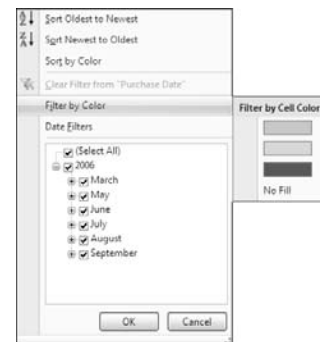 Sort Oldest to Newest
Sort Newest to Oldest
Sort by Color
Clear Filter from "Purchase Date"
Filter by Color
Filter by Cell Color
Date Filters
(Select All)
2006
March
May
June
July
August
September
No Fill
OK
Cancel